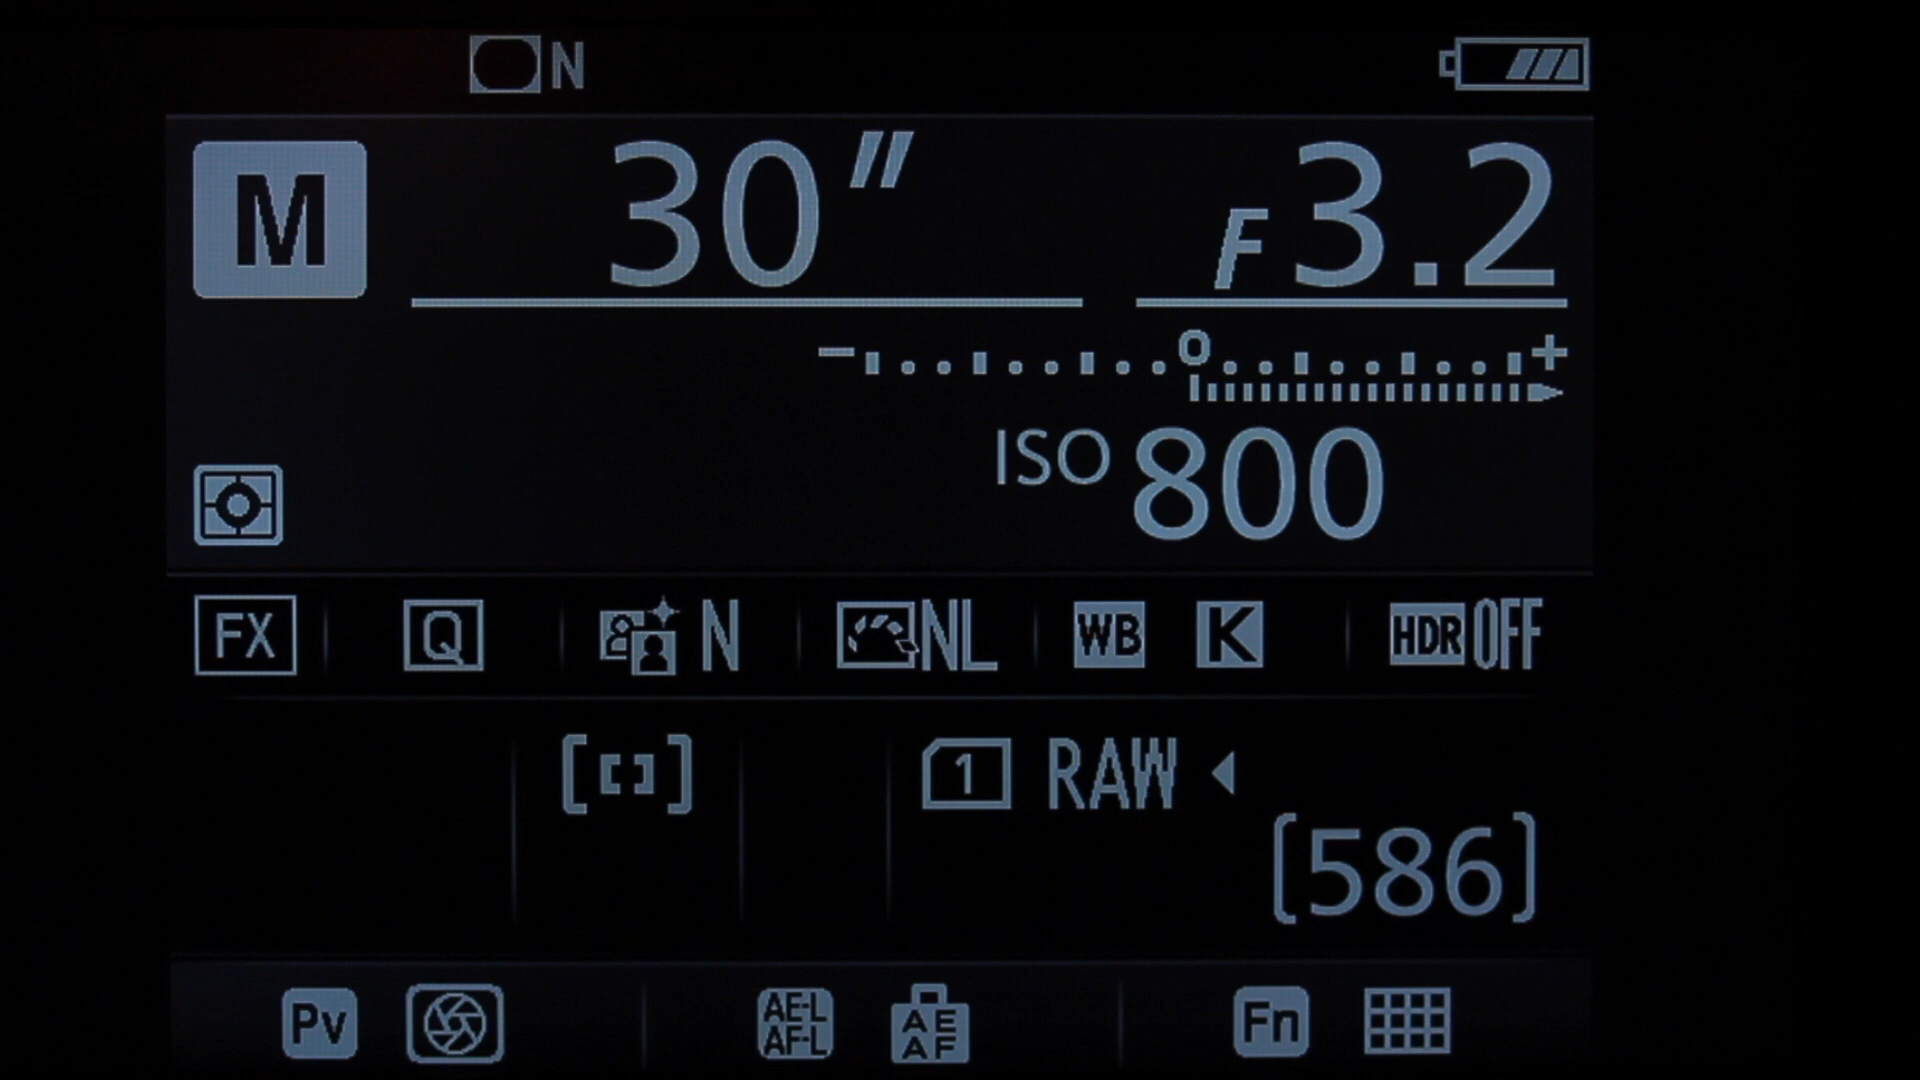 N
M 30" F3.2
- 0 +
ISO 800
FX Q N NL WB K HDR OFF
1 RAW
[586]
Pv AE-L AF-L AE AF Fn